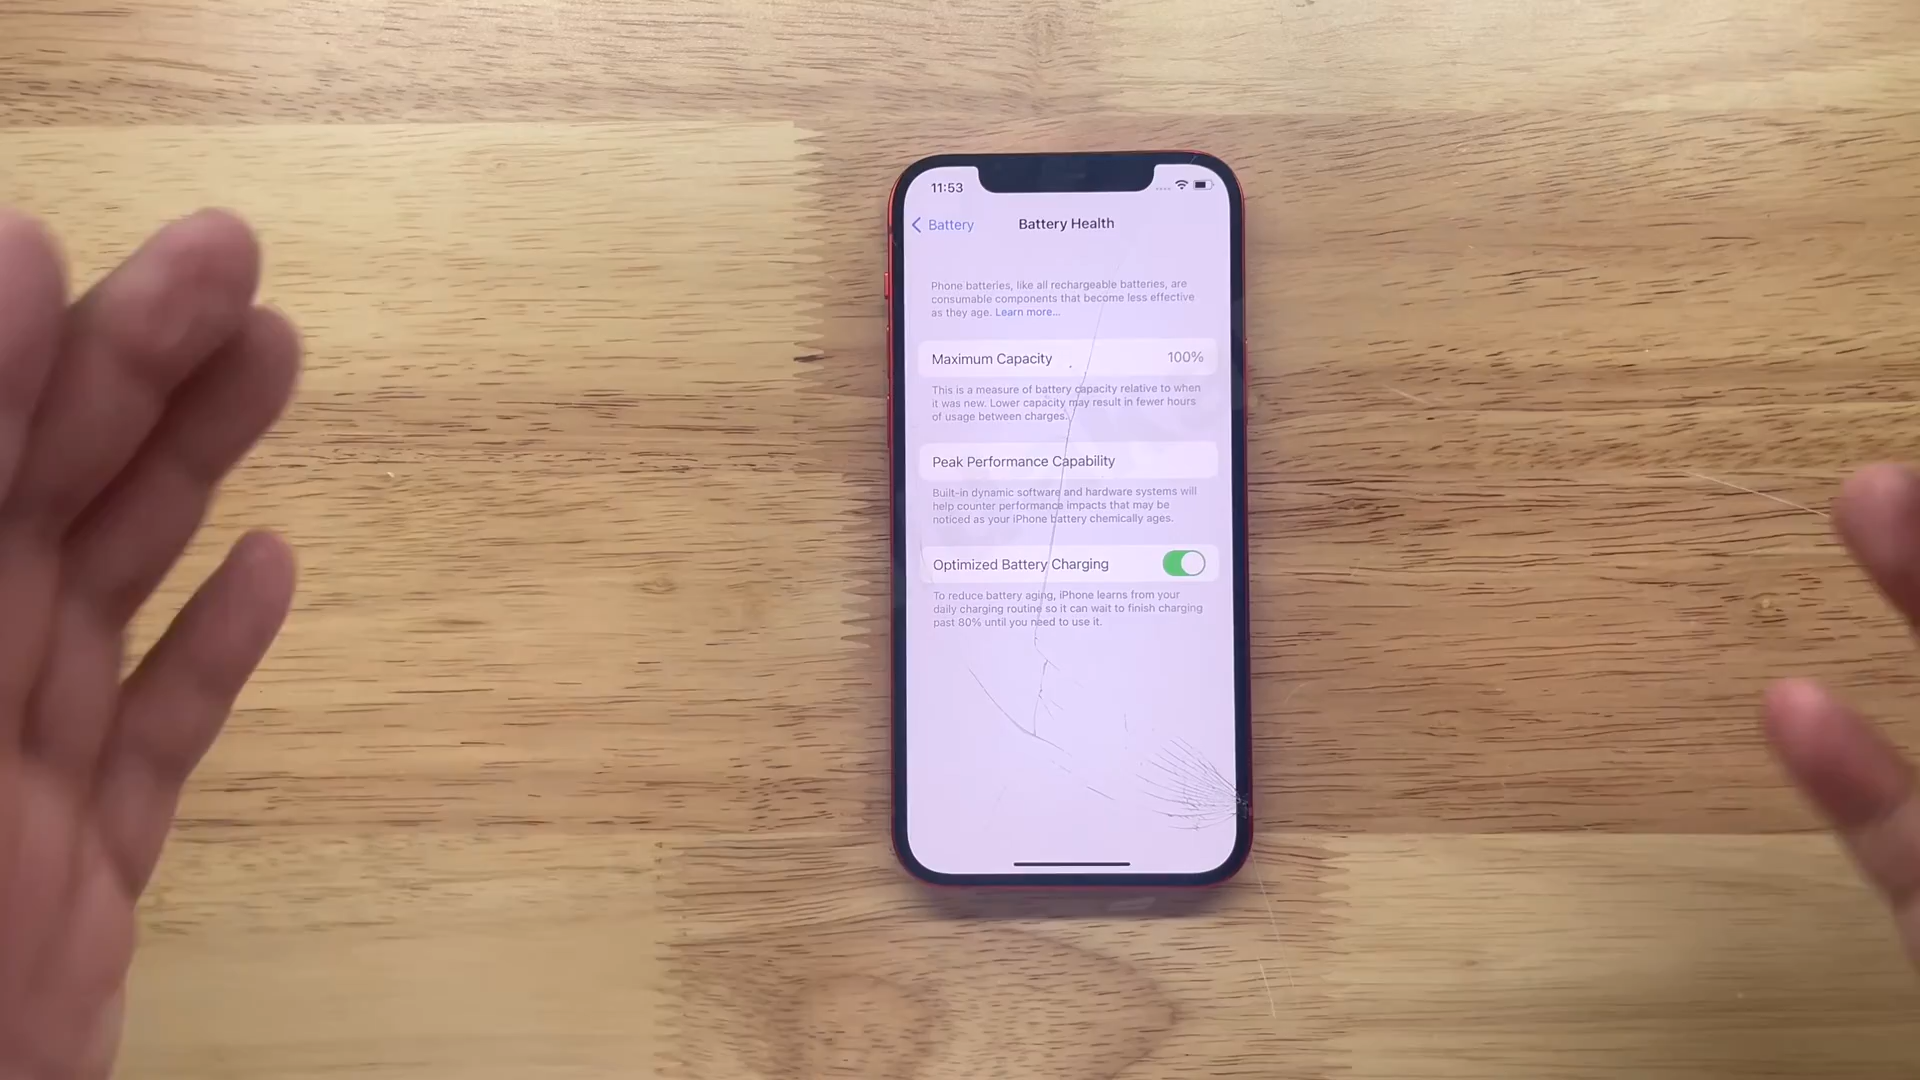 11:53
Battery
Battery Health
Phone batteries, like all rechargeable batteries, are
consumable components that become less effective
as they age. Learn more...
Maximum Capacity 100%
This is a measure of battery capacity relative to when
it was new. Lower capacity may result in fewer hours
of usage between charges.
Peak Performance Capability
Built-in dynamic software and hardware systems will
help counter performance impacts that may be
noticed as your iPhone battery chemically ages.
Optimized Battery Charging
To reduce battery aging, iPhone learns from your
daily charging routine so it can wait to finish charging
past 80% until you need to use it.